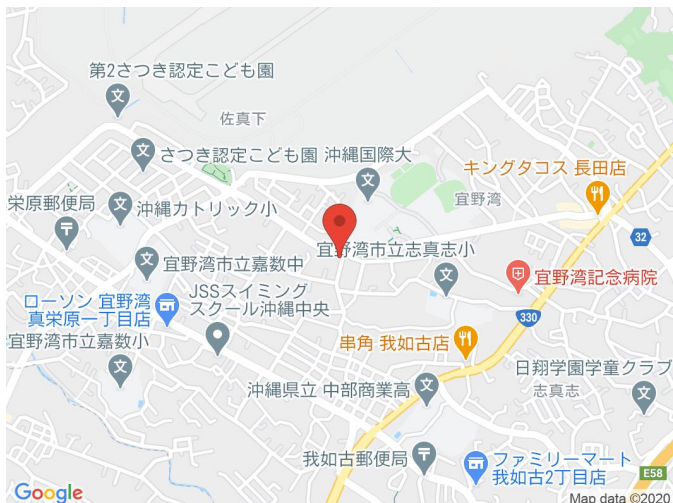 第2さつき認定こども園
佐真下
さつき認定こども園
沖縄国際大
キングタコス 長田店
栄原郵便局
沖縄カトリック小
宜野湾
32
宜野湾市立志真志小
宜野湾市立嘉数中
宜野湾記念病院
JSSスイミング
スクール沖縄中央
ローソン 宜野湾
真栄原一丁目店
330
宜野湾市立嘉数小
串角 我如古店
日翔学園学童クラブ
沖縄県立 中部商業高
志真志
我如古郵便局
ファミリーマート
我如古2丁目店
E58
Google
Map data ©2020